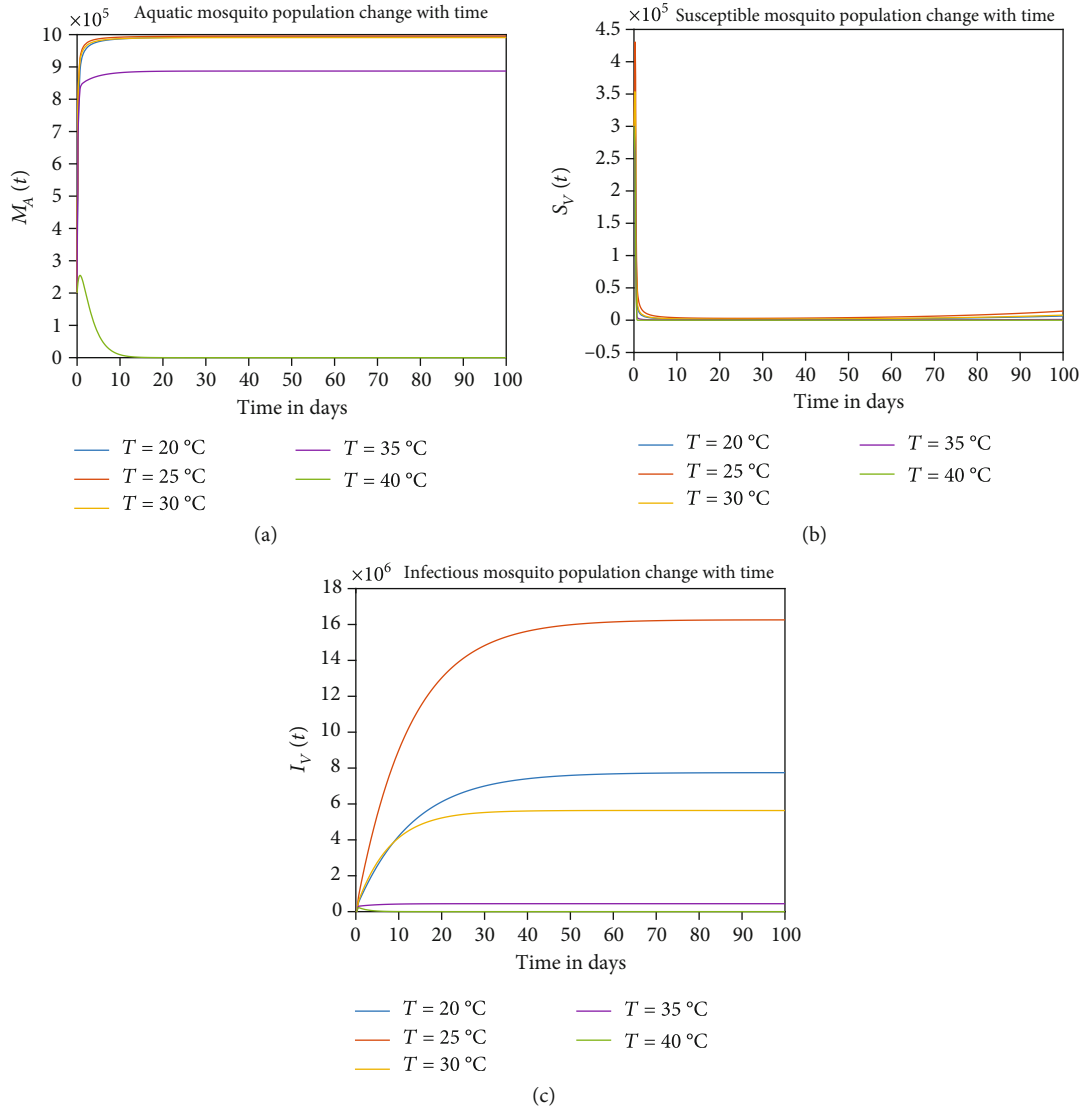 Aquatic mosquito population change with time
×10⁵
10
9
8
7
6
5
4
3
2
1
0
M_A (t)
0 10 20 30 40 50 60 70 80 90 100
Time in days
T = 20 °C
T = 25 °C
T = 30 °C
T = 35 °C
T = 40 °C
(a)
Susceptible mosquito population change with time
×10⁵
4.5
4
3.5
3
2.5
2
1.5
1
0.5
0
−0.5
S_V (t)
0 10 20 30 40 50 60 70 80 90 100
Time in days
T = 20 °C
T = 25 °C
T = 30 °C
T = 35 °C
T = 40 °C
(b)
Infectious mosquito population change with time
×10⁶
18
16
14
12
10
8
6
4
2
0
I_V (t)
0 10 20 30 40 50 60 70 80 90 100
Time in days
T = 20 °C
T = 25 °C
T = 30 °C
T = 35 °C
T = 40 °C
(c)